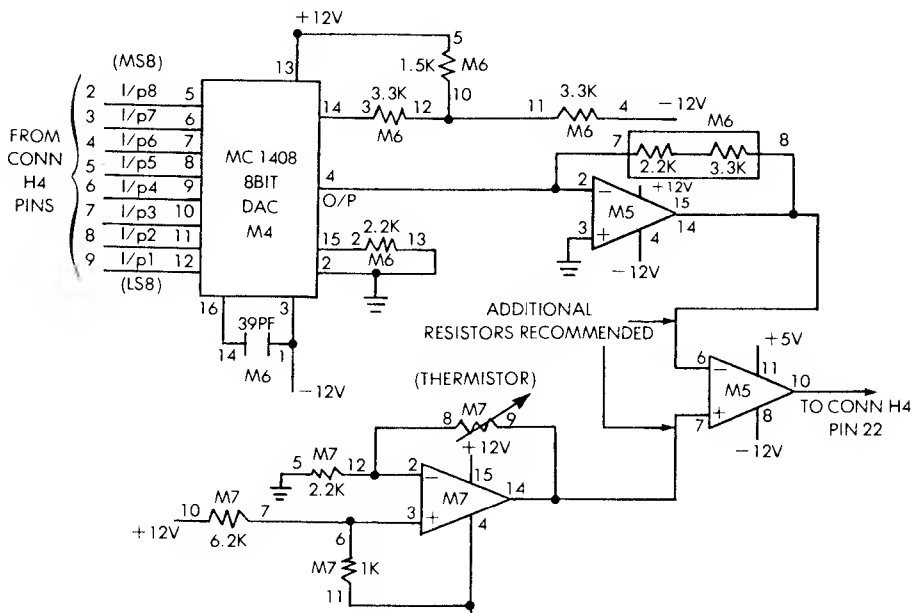 +12V
(MS8)
5
1.5K
M6
13
10
2 I/p8 5
3 I/p7 6
4 I/p6 7
5 I/p5 8
6 I/p4 9
7 I/p3 10
8 I/p2 11
9 I/p1 12
(LS8)
FROM
CONN
H4
PINS
MC 1408
8BIT
DAC
M4
14
3
3.3K
12
M6
11
3.3K
4
M6
−12V
M6
7
8
2.2K
3.3K
4
O/P
2
+12V
15
M5
14
3
4
−12V
15
2
2.2K
13
M6
2
16
3
39PF
14
1
M6
−12V
ADDITIONAL
RESISTORS RECOMMENDED
+5V
6
11
M5
10
7
8
−12V
TO CONN H4
PIN 22
(THERMISTOR)
M7
8
9
+12V
5
12
2
15
M7
2.2K
M7
14
3
4
M7
10
7
+12V
6.2K
6
M7
1K
11